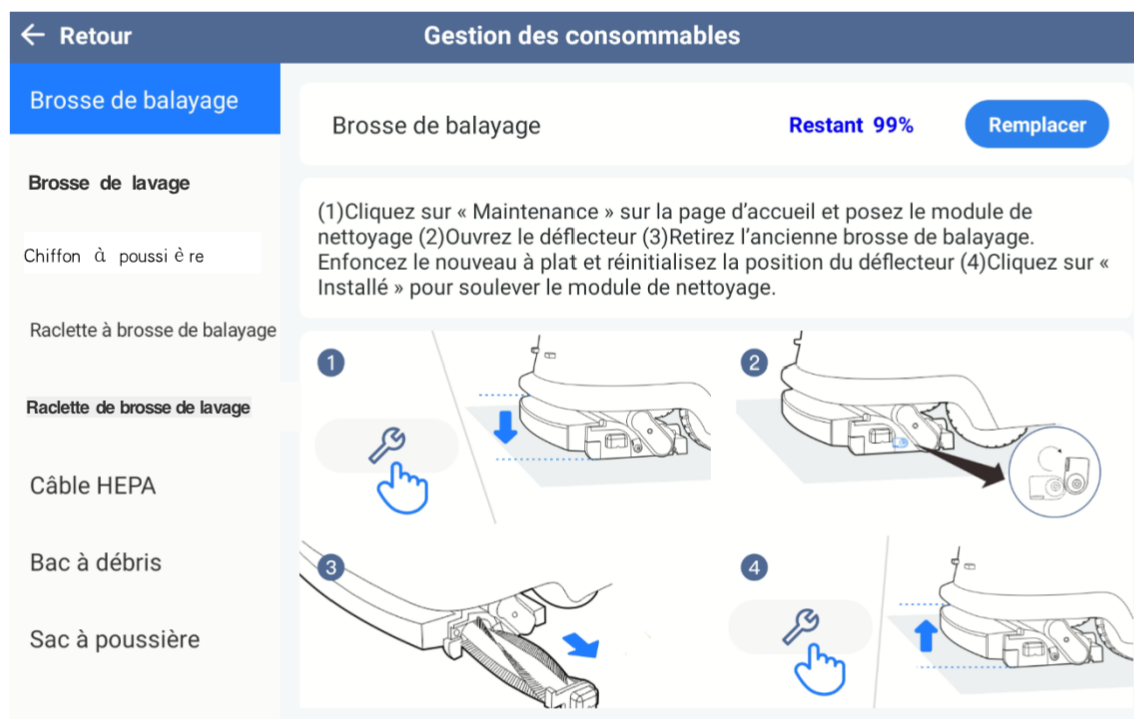 ← Retour
Gestion des consommables
Brosse de balayage
Brosse de lavage
Chiffon à poussière
Raclette à brosse de balayage
Raclette de brosse de lavage
Câble HEPA
Bac à débris
Sac à poussière
Brosse de balayage
Restant 99%
Remplacer
(1)Cliquez sur « Maintenance » sur la page d’accueil et posez le module de
nettoyage (2)Ouvrez le déflecteur (3)Retirez l’ancienne brosse de balayage.
Enfoncez le nouveau à plat et réinitialisez la position du déflecteur (4)Cliquez sur «
Installé » pour soulever le module de nettoyage.
1
2
3
4